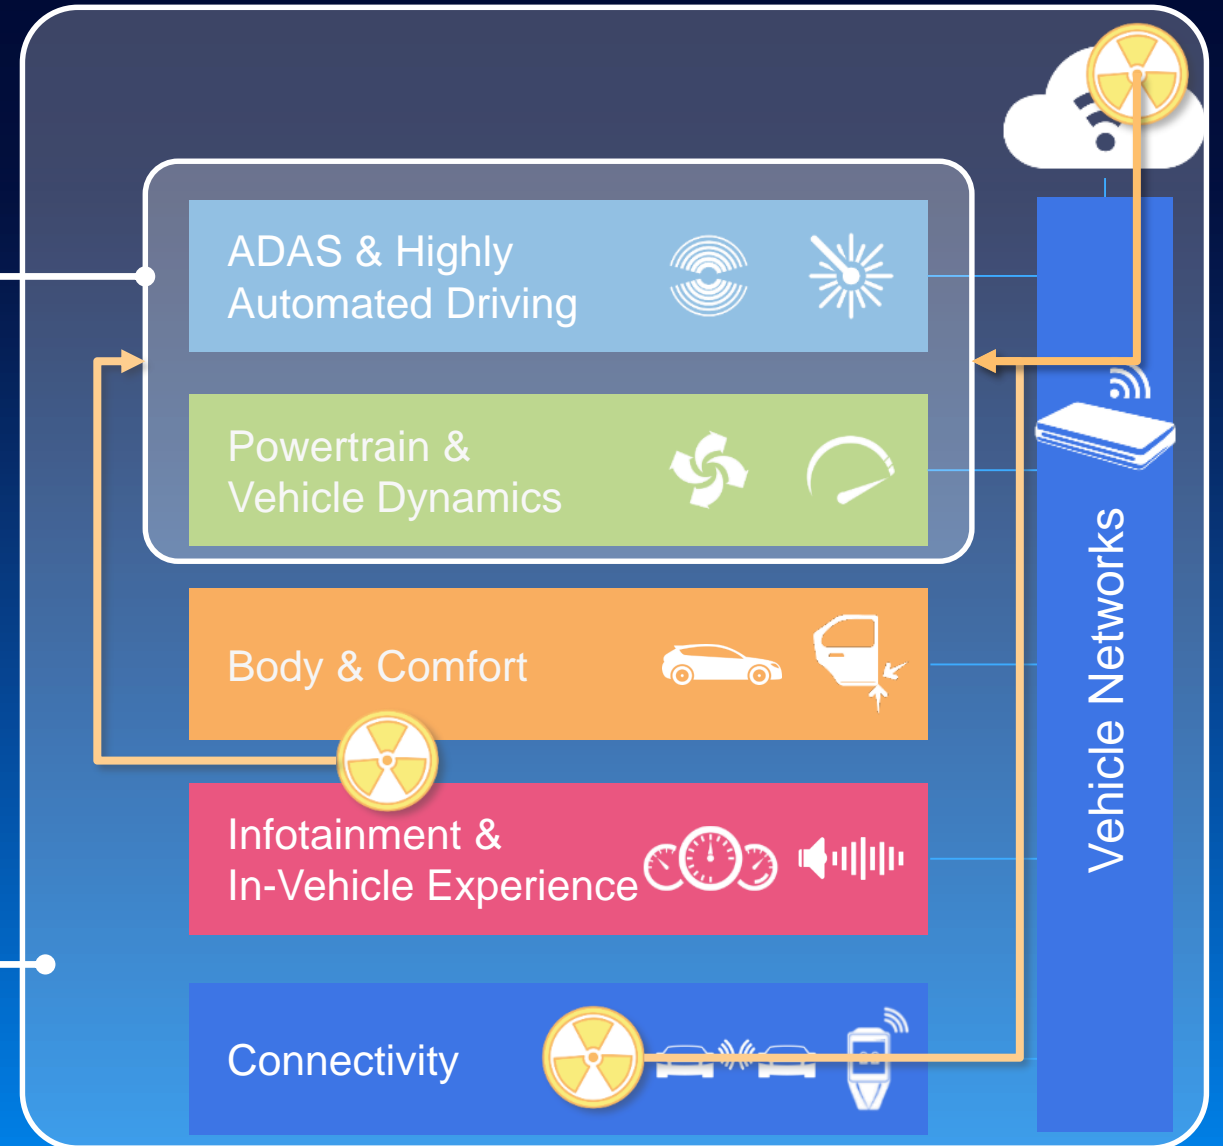 ADAS & Highly
Automated Driving
Powertrain &
Vehicle Dynamics
Body & Comfort
Infotainment &
In-Vehicle Experience
Connectivity
Vehicle Networks